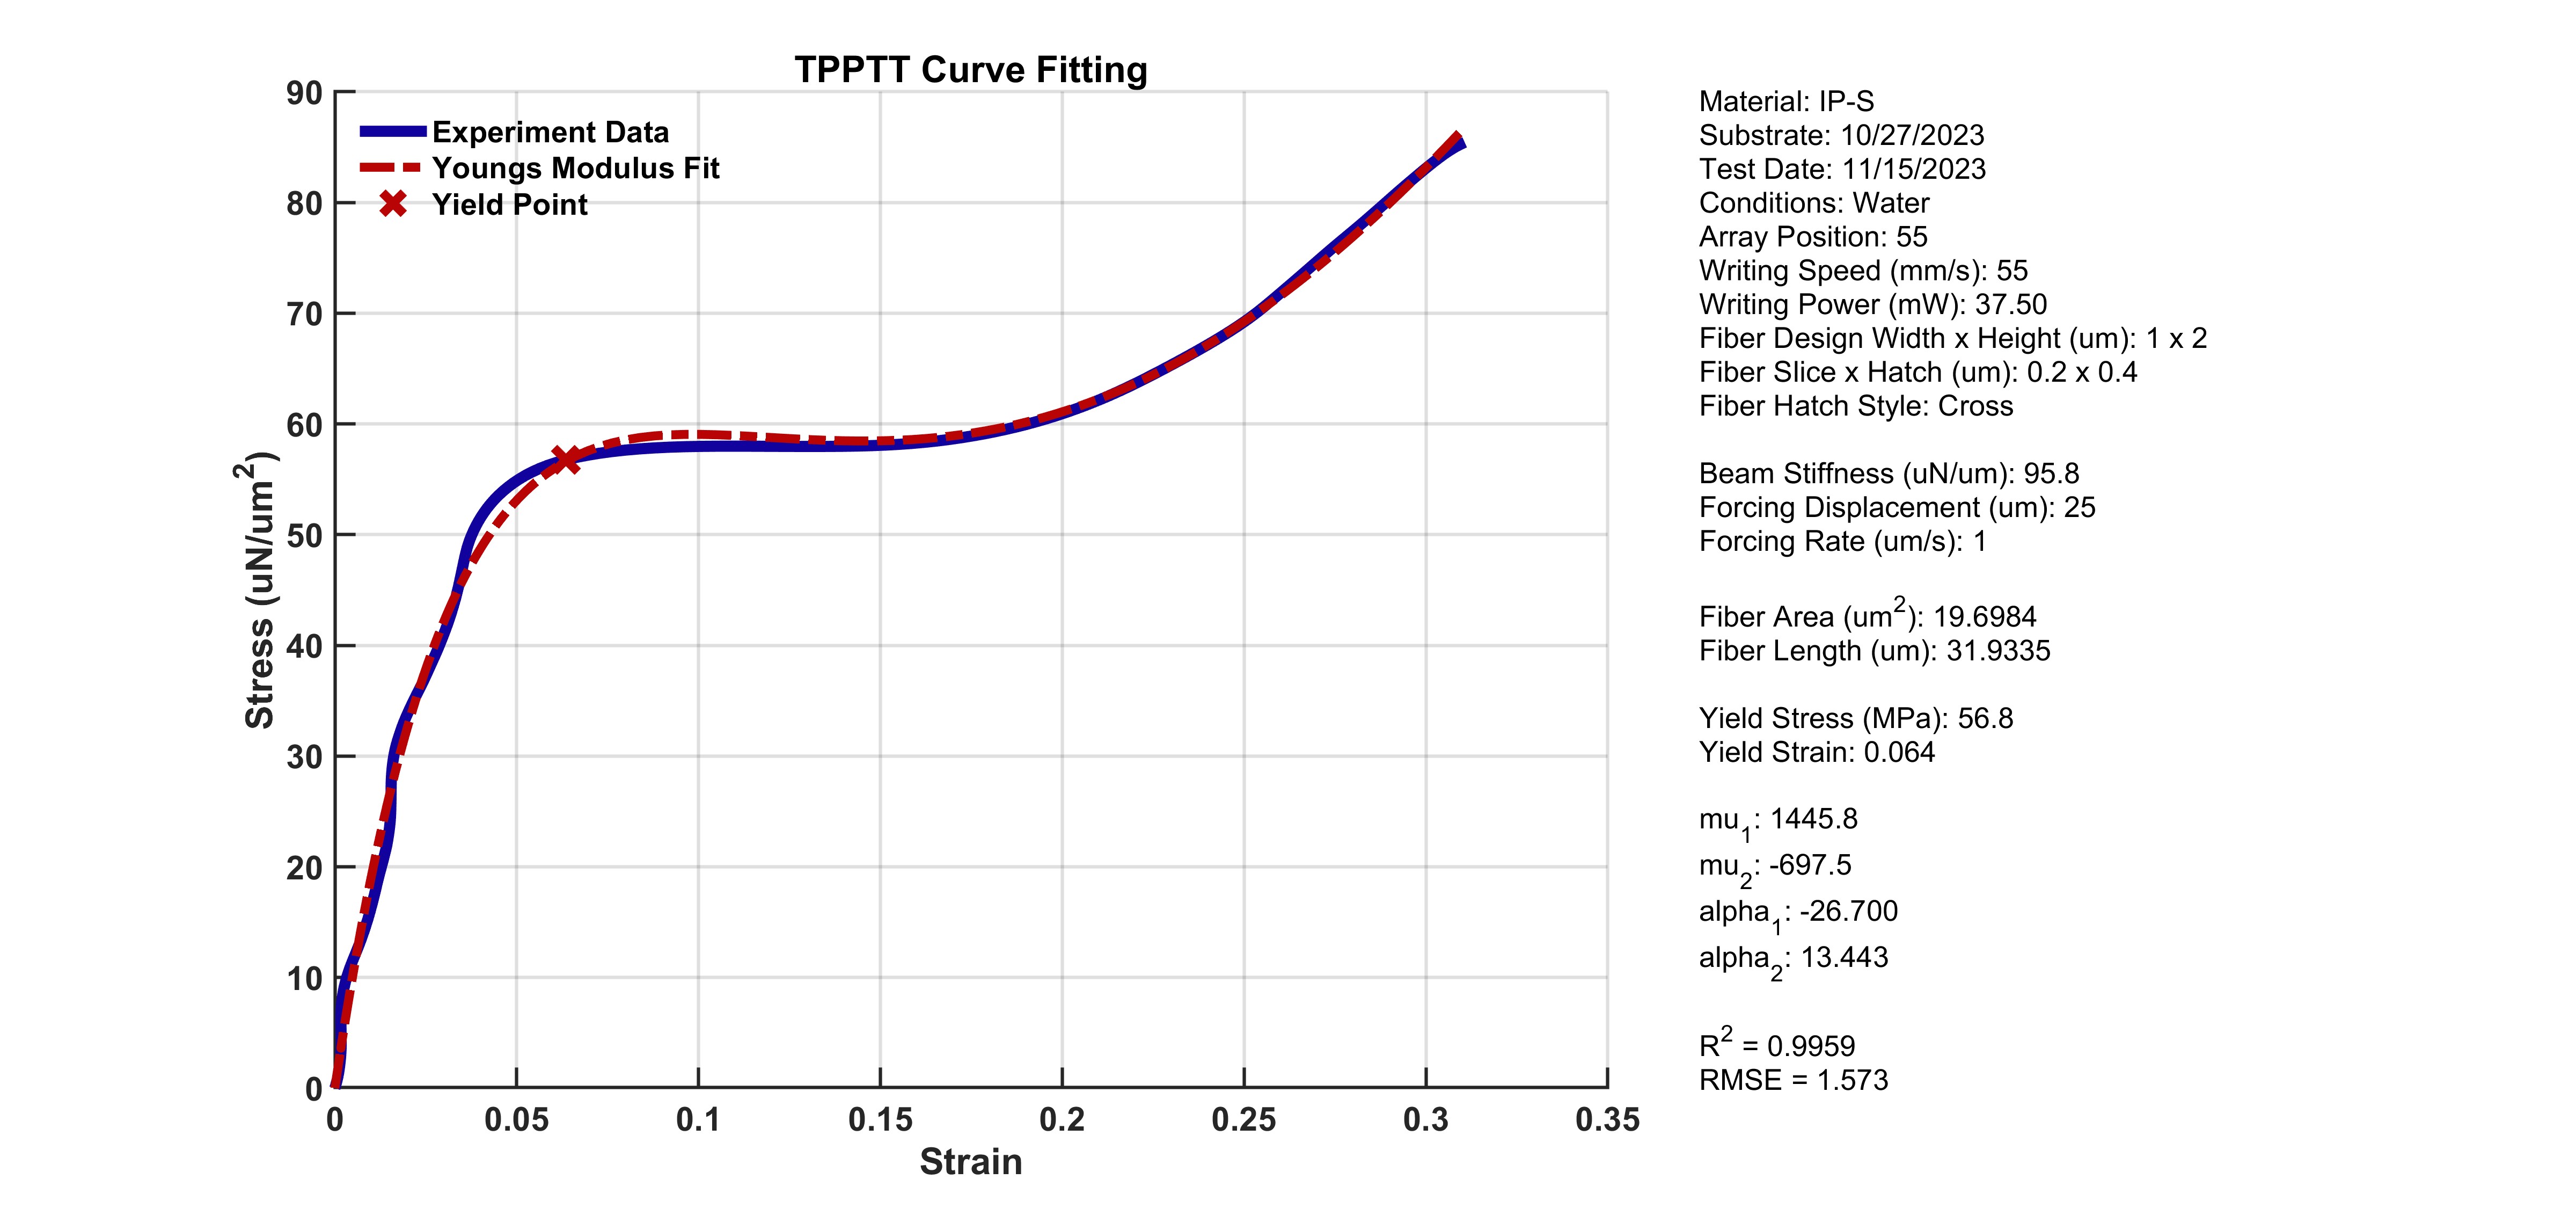 TPPTT Curve Fitting
Experiment Data
Youngs Modulus Fit
Yield Point
90
80
70
60
50
40
30
20
10
0
Stress (uN/um²)
0 0.05 0.1 0.15 0.2 0.25 0.3 0.35
Strain
Material: IP-S
Substrate: 10/27/2023
Test Date: 11/15/2023
Conditions: Water
Array Position: 55
Writing Speed (mm/s): 55
Writing Power (mW): 37.50
Fiber Design Width x Height (um): 1 x 2
Fiber Slice x Hatch (um): 0.2 x 0.4
Fiber Hatch Style: Cross
Beam Stiffness (uN/um): 95.8
Forcing Displacement (um): 25
Forcing Rate (um/s): 1
Fiber Area (um²): 19.6984
Fiber Length (um): 31.9335
Yield Stress (MPa): 56.8
Yield Strain: 0.064
mu₁: 1445.8
mu₂: -697.5
alpha₁: -26.700
alpha₂: 13.443
R² = 0.9959
RMSE = 1.573